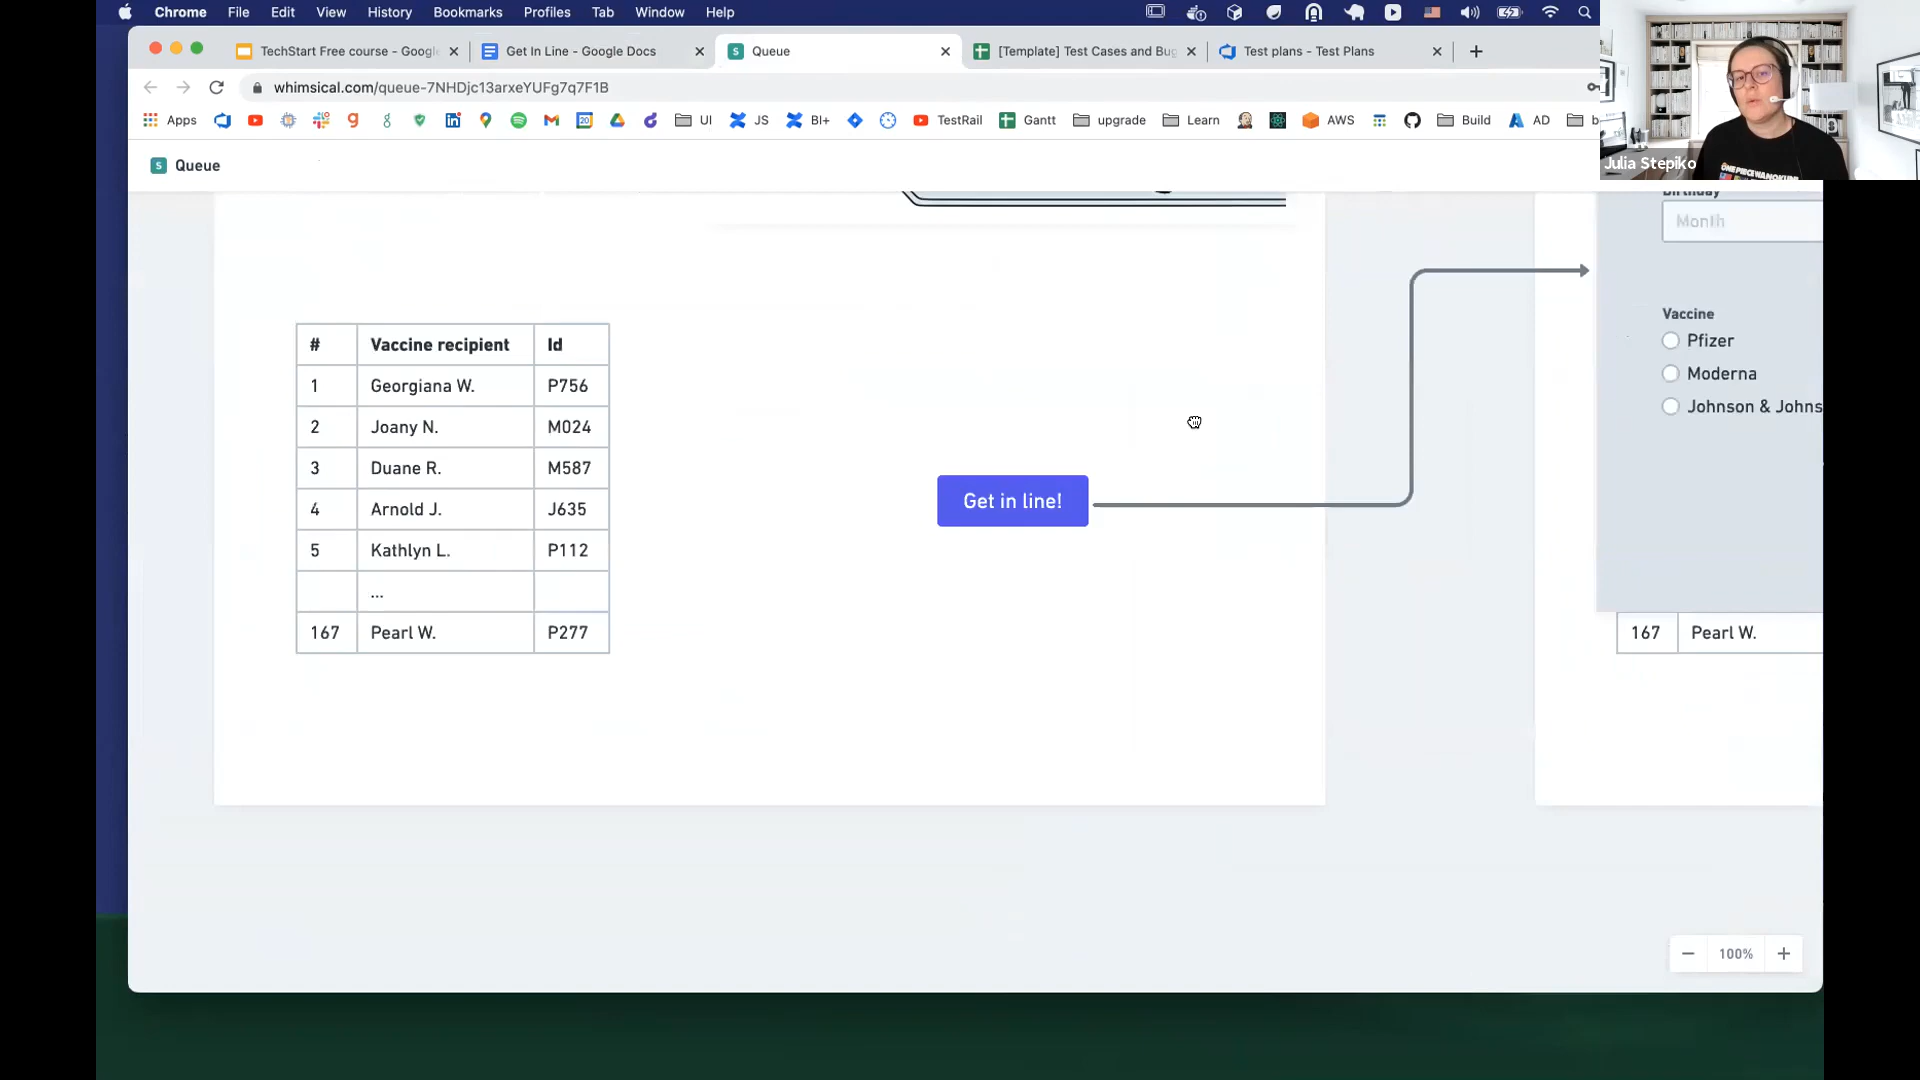 Chrome File Edit View History Bookmarks Profiles Tab Window Help
TechStart Free course - Google
Get In Line - Google Docs
Queue
[Template] Test Cases and Bug
Test plans - Test Plans
whimsical.com/queue-7NHDjc13arxeYUFg7q7F1B
Apps UI JS BI+ TestRail Gantt upgrade Learn AWS Build AD b
Queue
Julia Stepiko
Birthday
Month
# Vaccine recipient Id
1 Georgiana W. P756
2 Joany N. M024
3 Duane R. M587
4 Arnold J. J635
5 Kathlyn L. P112
...
167 Pearl W. P277
Get in line!
Vaccine
Pfizer
Moderna
Johnson & Johns
167 Pearl W.
100%